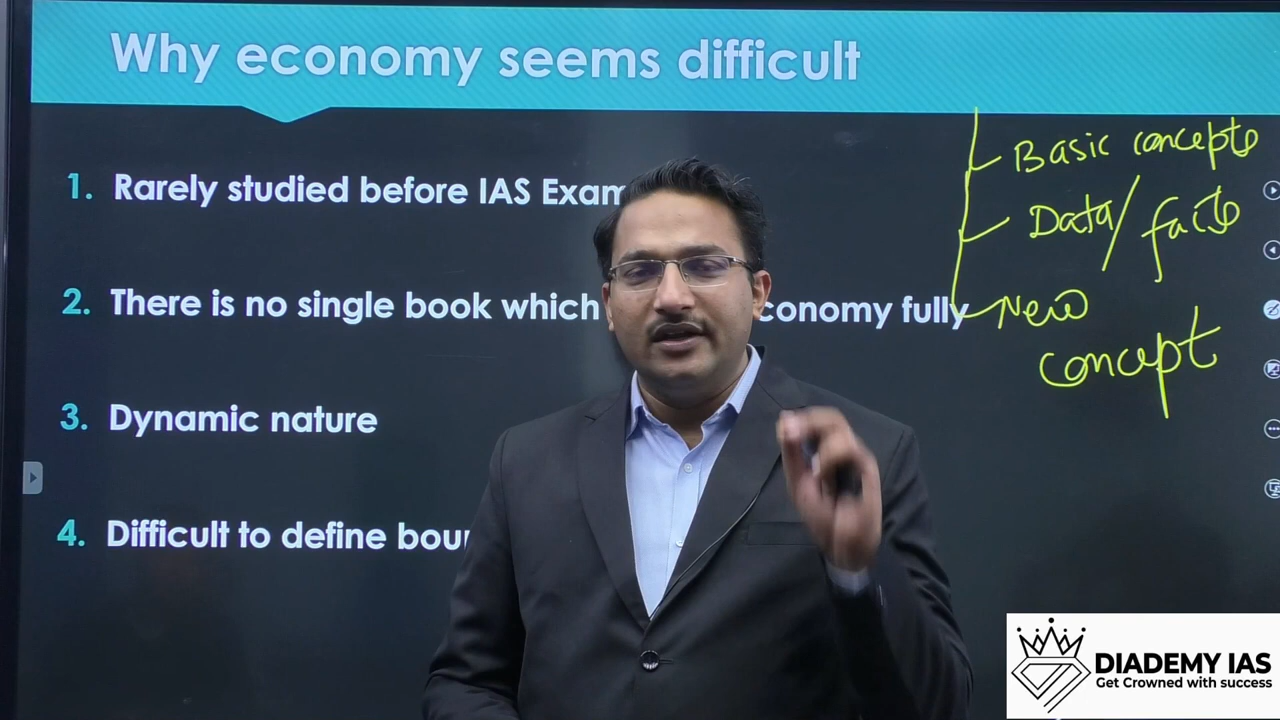 Why economy seems difficult
1. Rarely studied before IAS Exam
2. There is no single book which economy fully
3. Dynamic nature
4. Difficult to define
Basic concepts
Data/ facts
New
concept
DIADEMY IAS
Get Crowned with success